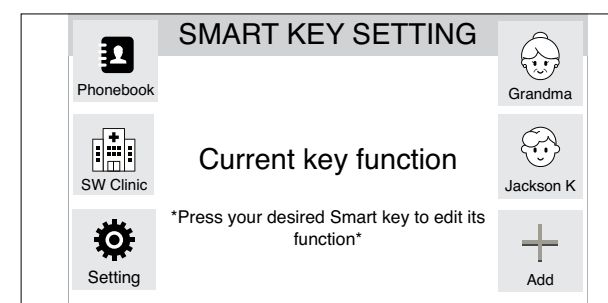 SMART KEY SETTING
Phonebook
Grandma
SW Clinic
Current key function
Jackson K
*Press your desired Smart key to edit its
function*
Setting
Add